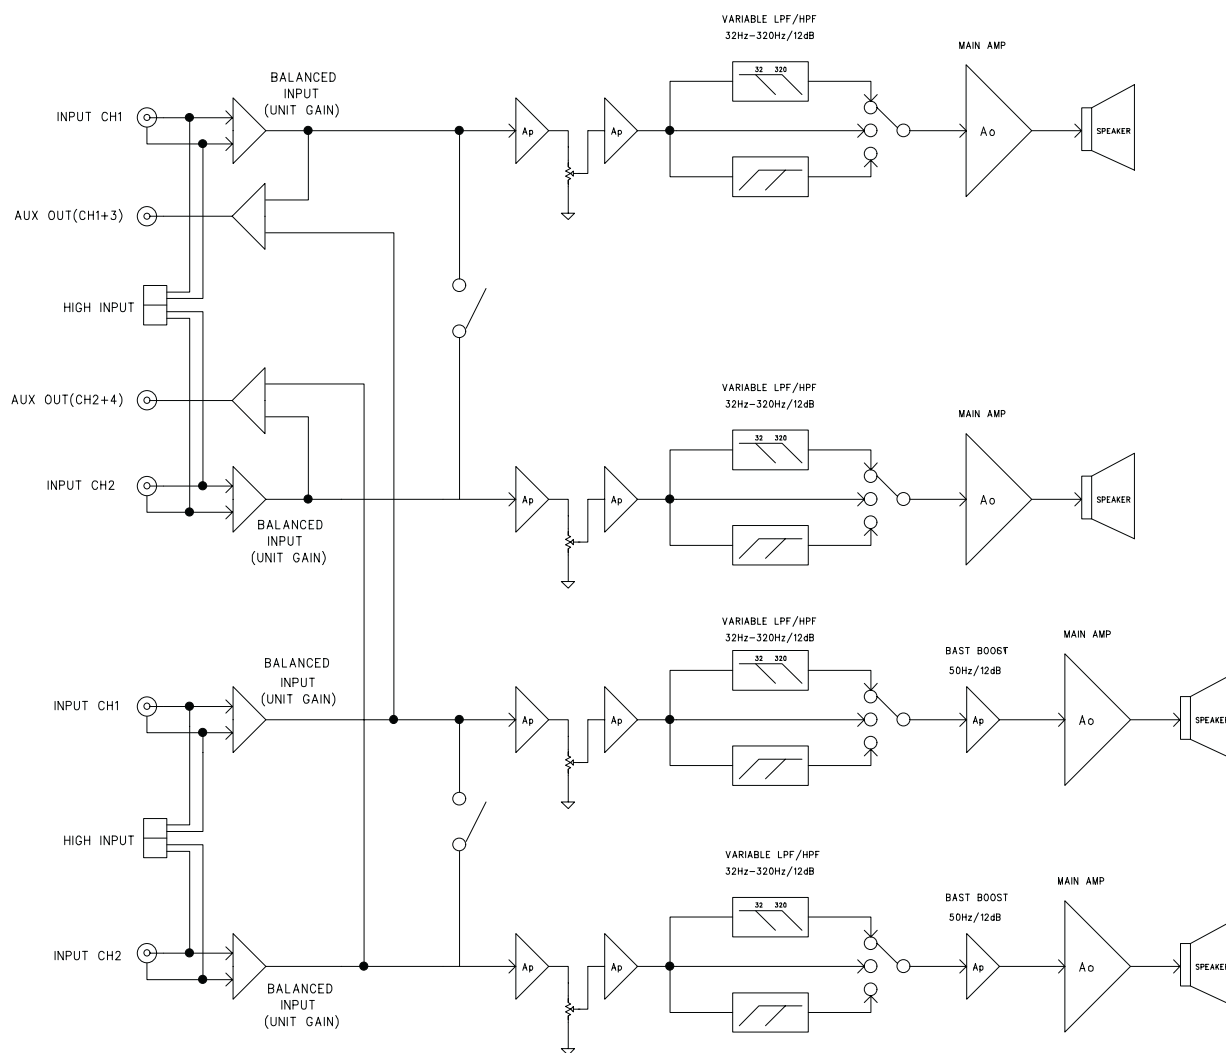 VARIABLE LPF/HPF
32Hz-320Hz/12dB
MAIN AMP
BALANCED
INPUT
(UNIT GAIN)
32 320
INPUT CH1
Ap
Ap
Ao
SPEAKER
AUX OUT(CH1+3)
HIGH INPUT
AUX OUT(CH2+4)
VARIABLE LPF/HPF
32Hz-320Hz/12dB
MAIN AMP
32 320
INPUT CH2
Ap
Ap
Ao
SPEAKER
BALANCED
INPUT
(UNIT GAIN)
VARIABLE LPF/HPF
32Hz-320Hz/12dB
MAIN AMP
BAST BOOST
50Hz/12dB
BALANCED
INPUT
(UNIT GAIN)
32 320
INPUT CH1
Ap
Ap
Ap
Ao
SPEAKER
HIGH INPUT
VARIABLE LPF/HPF
32Hz-320Hz/12dB
MAIN AMP
BAST BOOST
50Hz/12dB
32 320
INPUT CH2
Ap
Ap
Ap
Ao
SPEAKER
BALANCED
INPUT
(UNIT GAIN)